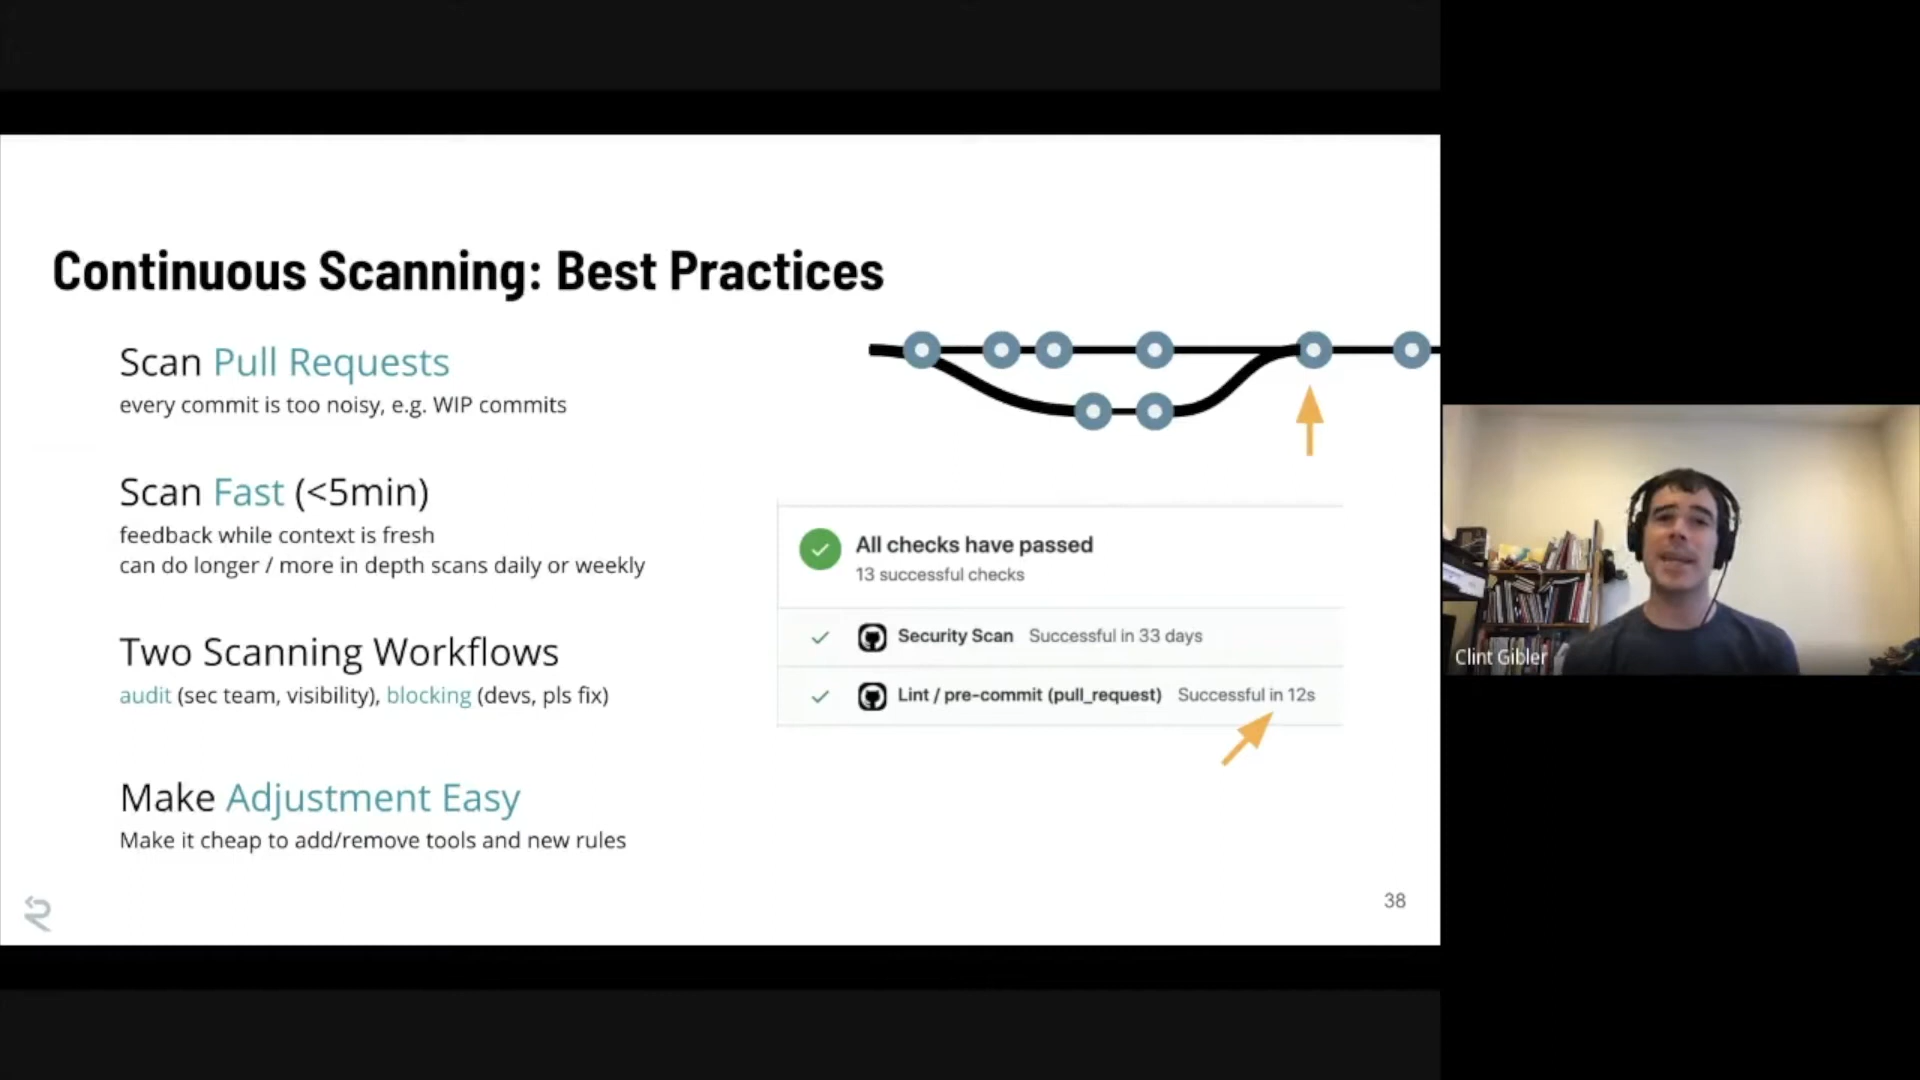 Continuous Scanning: Best Practices
Scan Pull Requests
every commit is too noisy, e.g. WIP commits
Scan Fast (<5min)
feedback while context is fresh
can do longer / more in depth scans daily or weekly
Two Scanning Workflows
audit (sec team, visibility), blocking (devs, pls fix)
Make Adjustment Easy
Make it cheap to add/remove tools and new rules
All checks have passed
13 successful checks
Security Scan Successful in 33 days
Lint / pre-commit (pull_request) Successful in 12s
38
Clint Gibler